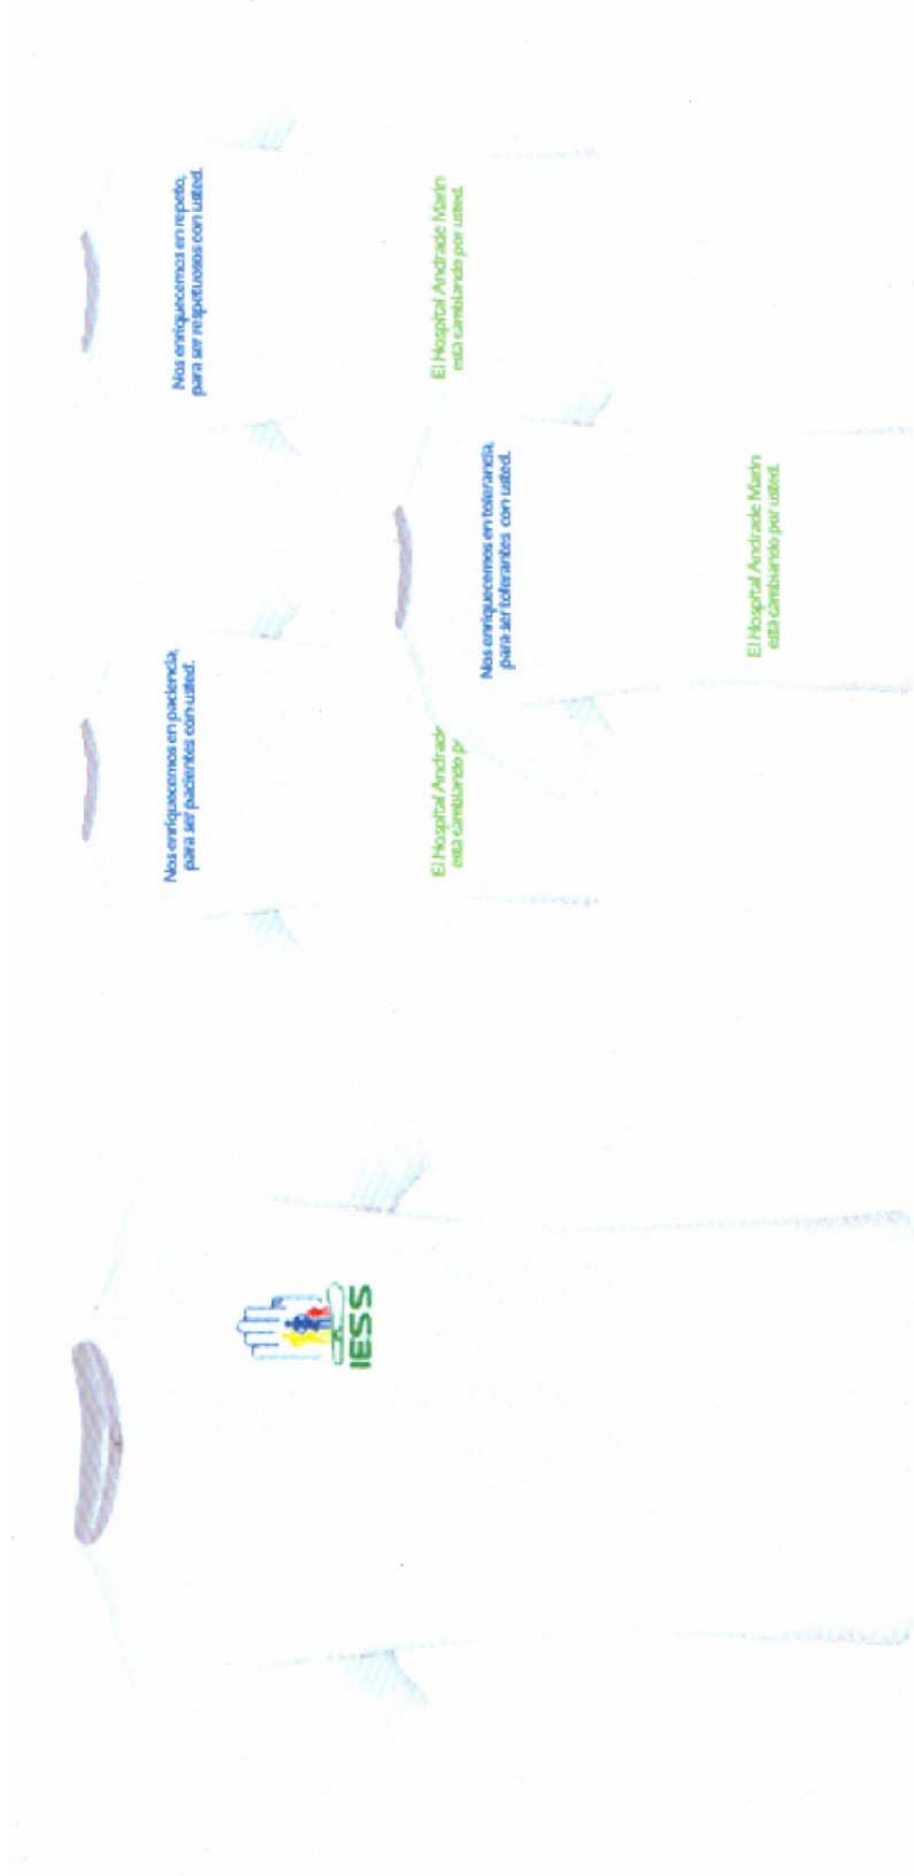 IESS
Nos enriquecemos en paciencia,
para ser pacientes con usted.
El Hospital Andrad
está cambiando p
Nos enriquecemos en tolerancia,
para ser tolerantes con usted.
El Hospital Andrade Marín
está cambiando por usted.
Nos enriquecemos en repeto,
para ser respetuosos con usted.
El Hospital Andrade Marín
está cambiando por usted.